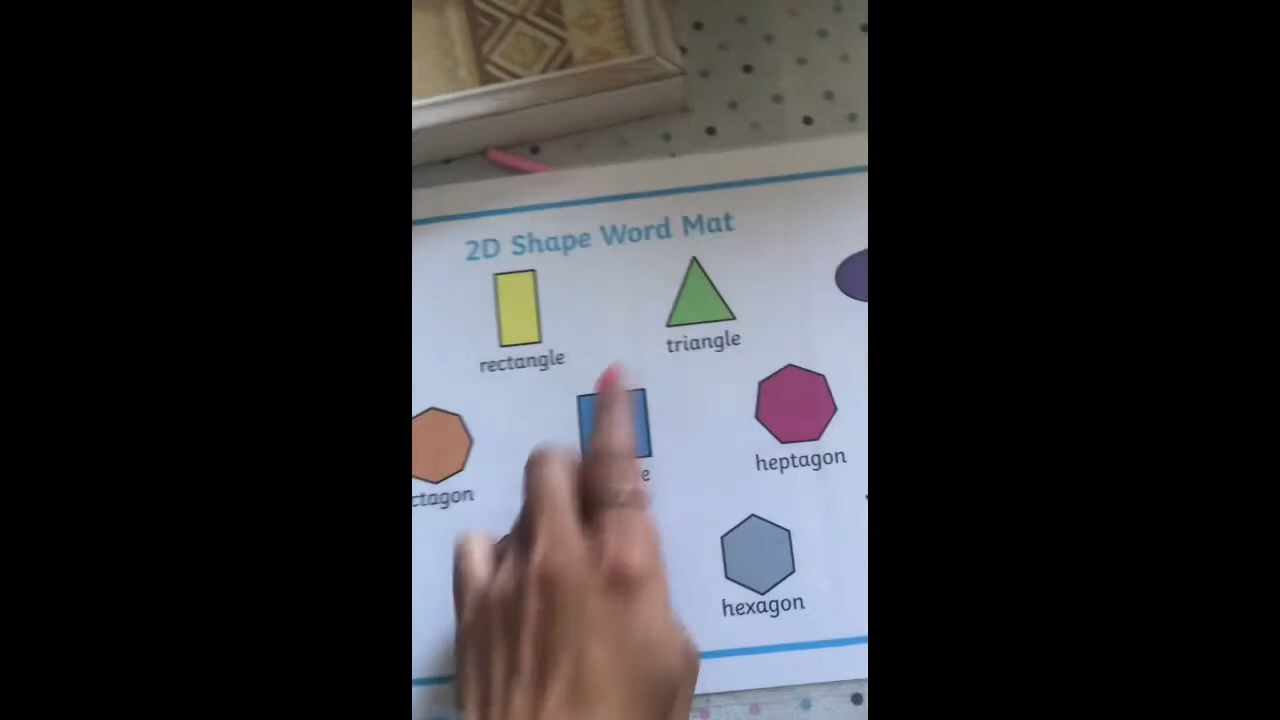 2D Shape Word Mat
rectangle
triangle
heptagon
hexagon